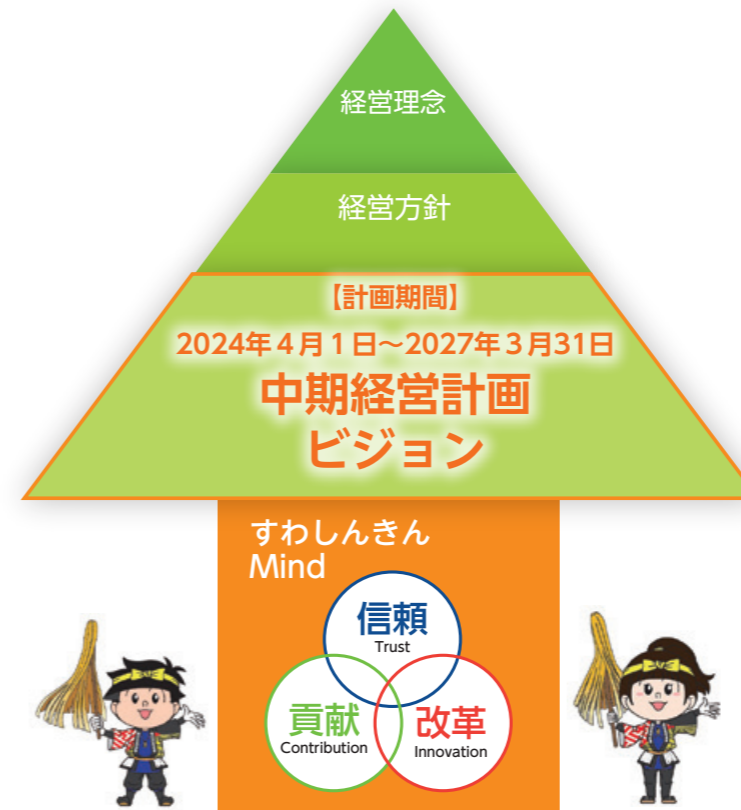 経営理念
経営方針
【計画期間】
2024年4月1日～2027年3月31日
中期経営計画
ビジョン
すわしんきん
Mind
信頼
Trust
貢献
Contribution
改革
Innovation